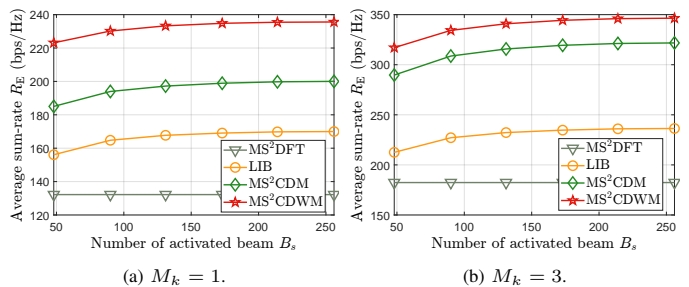 240
220
200
180
160
140
120
50
100
150
200
250
Average sum-rate R_E (bps/Hz)
Number of activated beam B_s
MS²DFT
LIB
MS²CDM
MS²CDWM
(a) M_k = 1.
350
300
250
200
150
50
100
150
200
250
Average sum-rate R_E (bps/Hz)
Number of activated beam B_s
MS²DFT
LIB
MS²CDM
MS²CDWM
(b) M_k = 3.